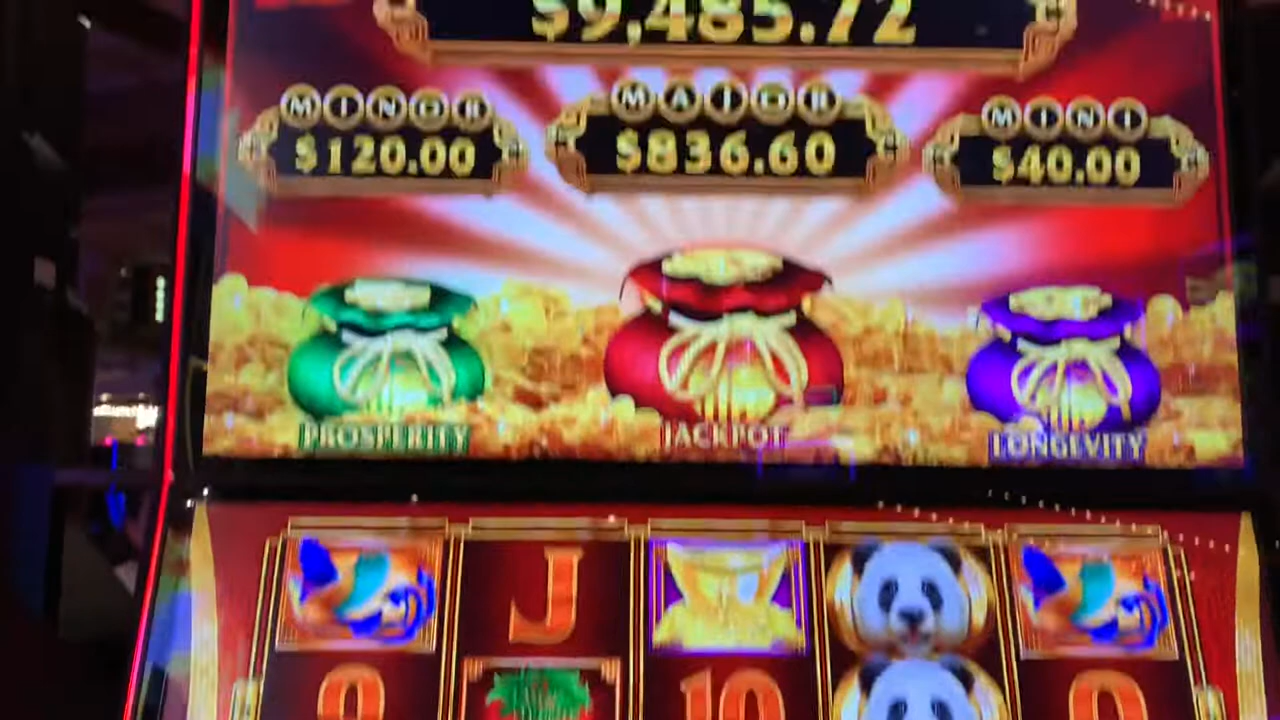 $9,485.72
MINOR
$120.00
MAJOR
$836.60
MINI
$40.00
PROSPERITY
JACKPOT
LONGEVITY
J
10